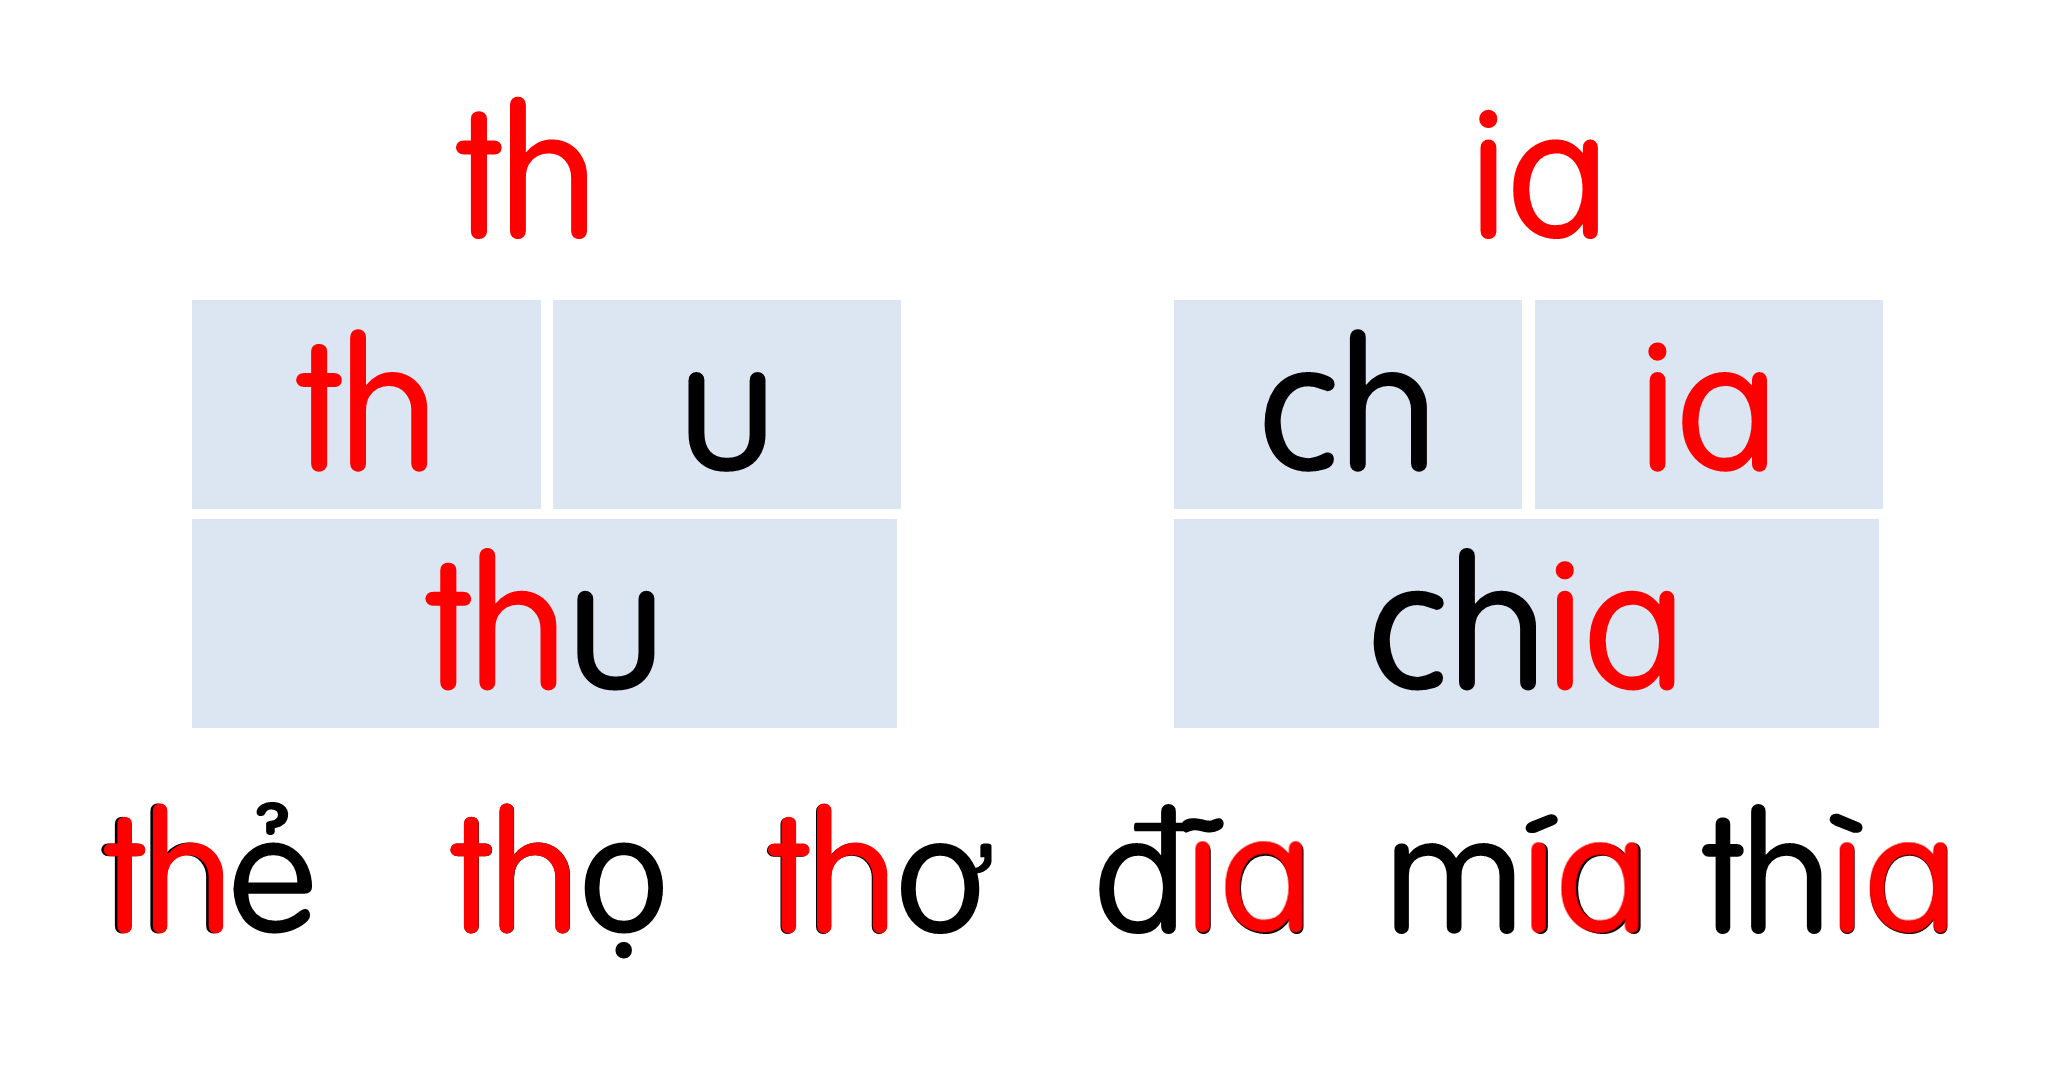 th ia
th u ch ia
thu chia
thẻ thọ thơ đĩa mía thìa